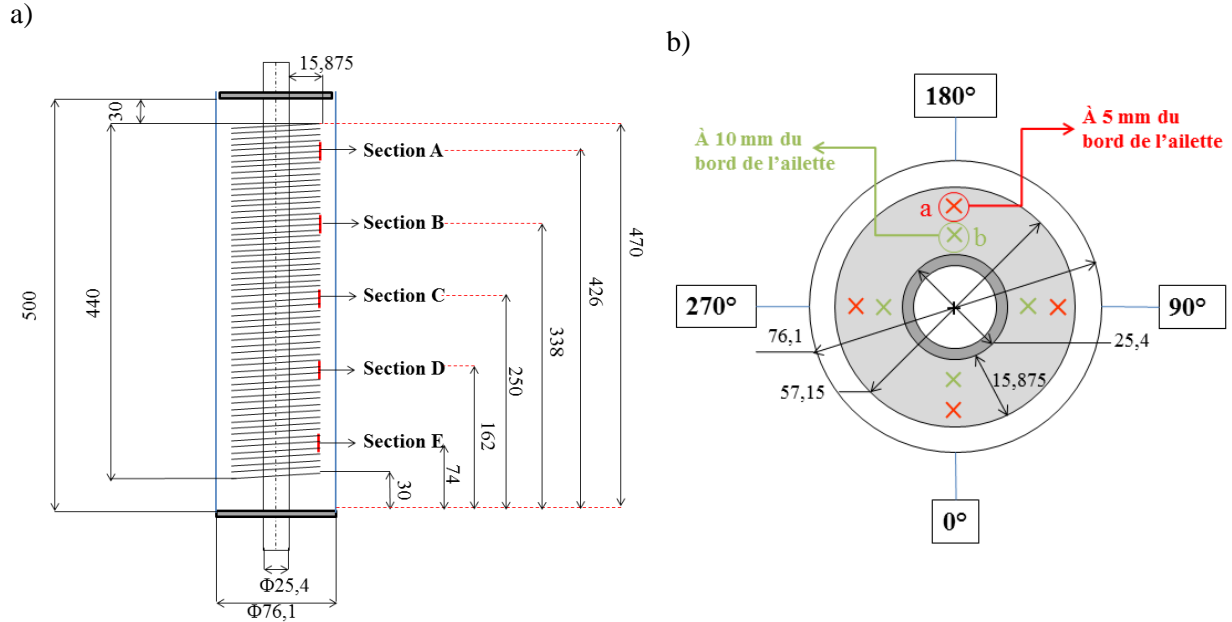 a)
15,875
30
Section A
Section B
Section C
Section D
Section E
500
440
30
74
162
250
338
426
470
Φ25,4
Φ76,1
b)
180°
À 5 mm du
bord de l'ailette
À 10 mm du
bord de l'ailette
a
b
270°
90°
76,1
25,4
15,875
57,15
0°